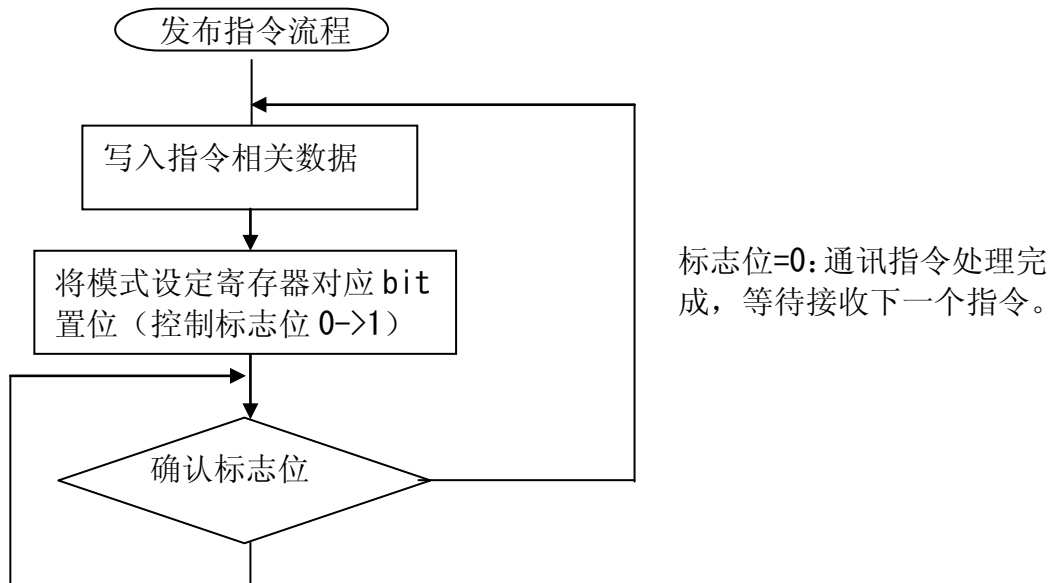 发布指令流程
写入指令相关数据
将模式设定寄存器对应 bit
置位（控制标志位 0->1）
确认标志位
标志位=0：通讯指令处理完
成，等待接收下一个指令。